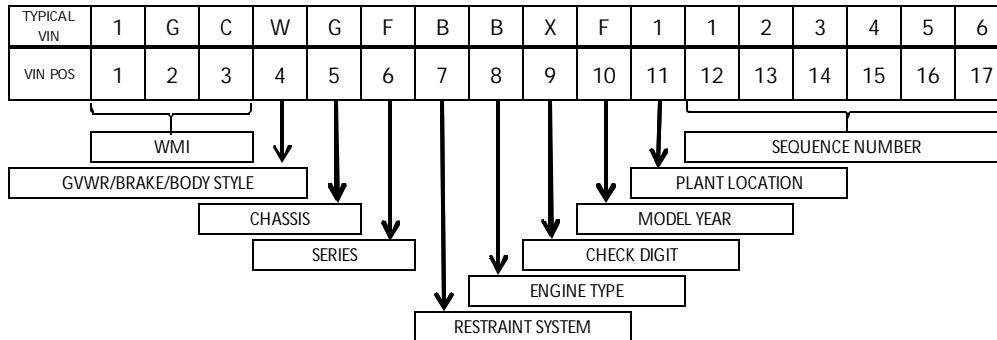 TYPICAL VIN 1 G C W G F B B X F 1 1 2 3 4 5 6
VIN POS 1 2 3 4 5 6 7 8 9 10 11 12 13 14 15 16 17
WMI SEQUENCE NUMBER
GVWR/BRAKE/BODY STYLE PLANT LOCATION
CHASSIS MODEL YEAR
SERIES CHECK DIGIT
ENGINE TYPE
RESTRAINT SYSTEM